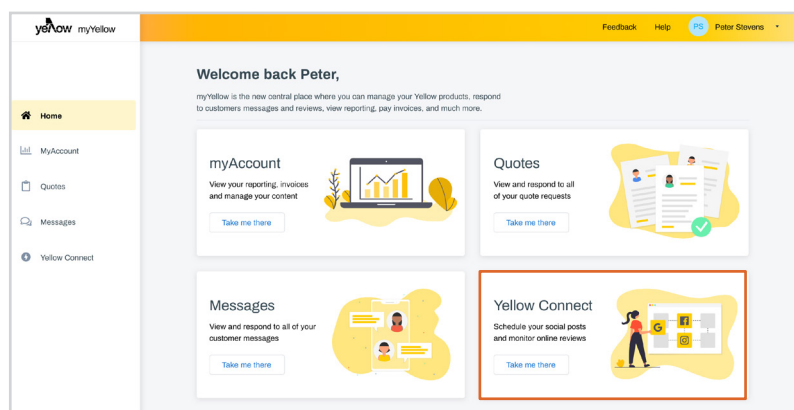 yellow myYellow
Feedback Help PS Peter Stevens
Home
MyAccount
Quotes
Messages
Yellow Connect
Welcome back Peter,
myYellow is the new central place where you can manage your Yellow products, respond
to customers messages and reviews, view reporting, pay invoices, and much more.
myAccount
View your reporting, invoices
and manage your content
Take me there
Quotes
View and respond to all
of your quote requests
Take me there
Messages
View and respond to all of your
customer messages
Take me there
Yellow Connect
Schedule your social posts
and monitor online reviews
Take me there
G